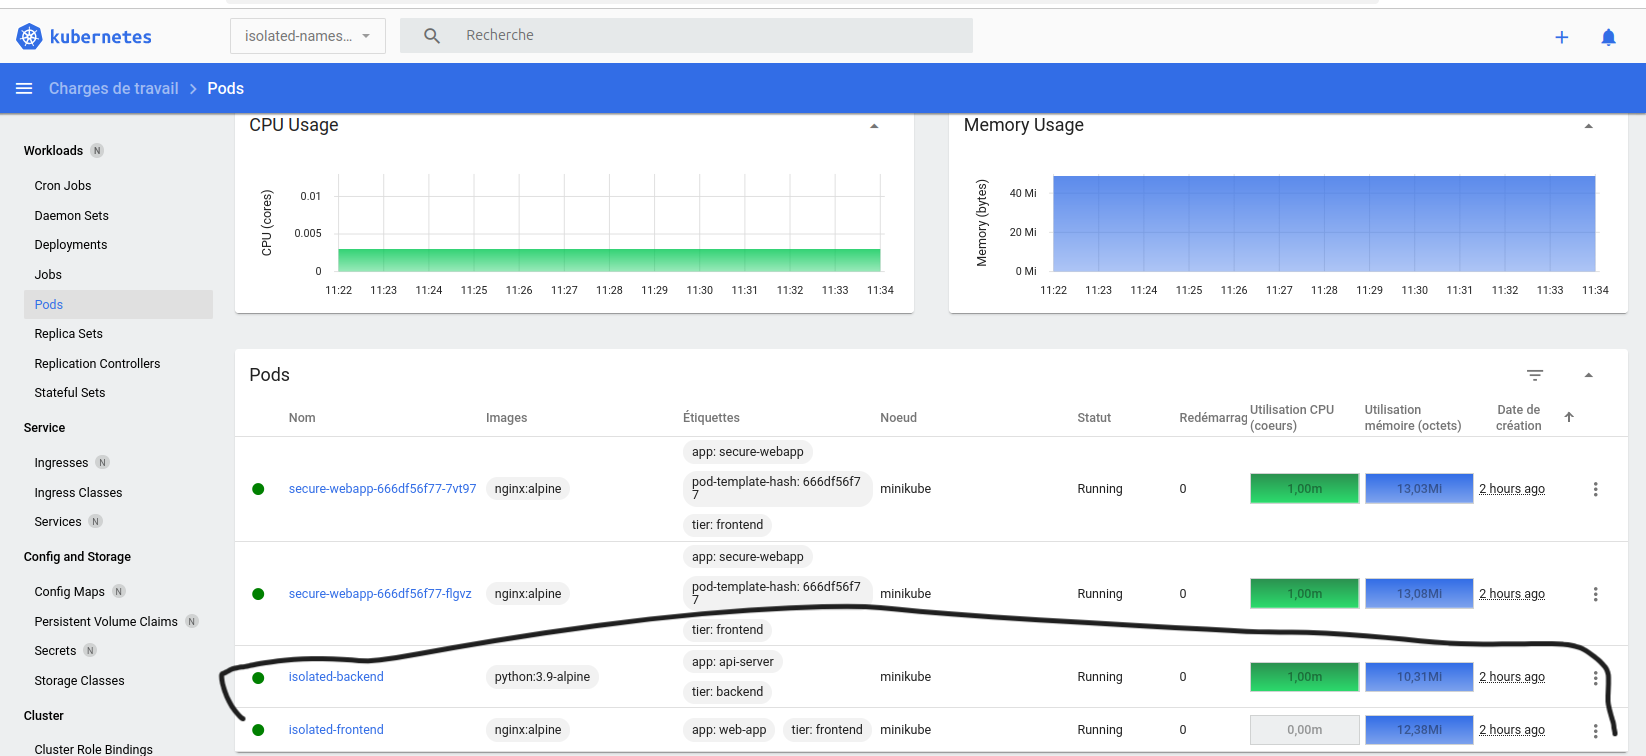 kubernetes
isolated-names...
Recherche
Charges de travail > Pods
Workloads N
Cron Jobs
Daemon Sets
Deployments
Jobs
Pods
Replica Sets
Replication Controllers
Stateful Sets
Service
Ingresses N
Ingress Classes
Services N
Config and Storage
Config Maps N
Persistent Volume Claims N
Secrets N
Storage Classes
Cluster
Cluster Role Bindings
CPU Usage
CPU (cores)
0.01
0.005
0
11:22 11:23 11:24 11:25 11:26 11:27 11:28 11:29 11:30 11:31 11:32 11:33 11:34
Memory Usage
Memory (bytes)
40 Mi
20 Mi
0 Mi
11:22 11:23 11:24 11:25 11:26 11:27 11:28 11:29 11:30 11:31 11:32 11:33 11:34
Pods
Nom Images Étiquettes Noeud Statut Redémarrag Utilisation CPU (coeurs) Utilisation mémoire (octets) Date de création
app: secure-webapp
secure-webapp-666df56f77-7vt97 nginx:alpine pod-template-hash: 666df56f7 minikube Running 0 1,00m 13,03Mi 2 hours ago
7
tier: frontend
app: secure-webapp
secure-webapp-666df56f77-flgvz nginx:alpine pod-template-hash: 666df56f7 minikube Running 0 1,00m 13,08Mi 2 hours ago
7
tier: frontend
app: api-server
isolated-backend python:3.9-alpine minikube Running 0 1,00m 10,31Mi 2 hours ago
tier: backend
isolated-frontend nginx:alpine app: web-app tier: frontend minikube Running 0 0,00m 12,38Mi 2 hours ago